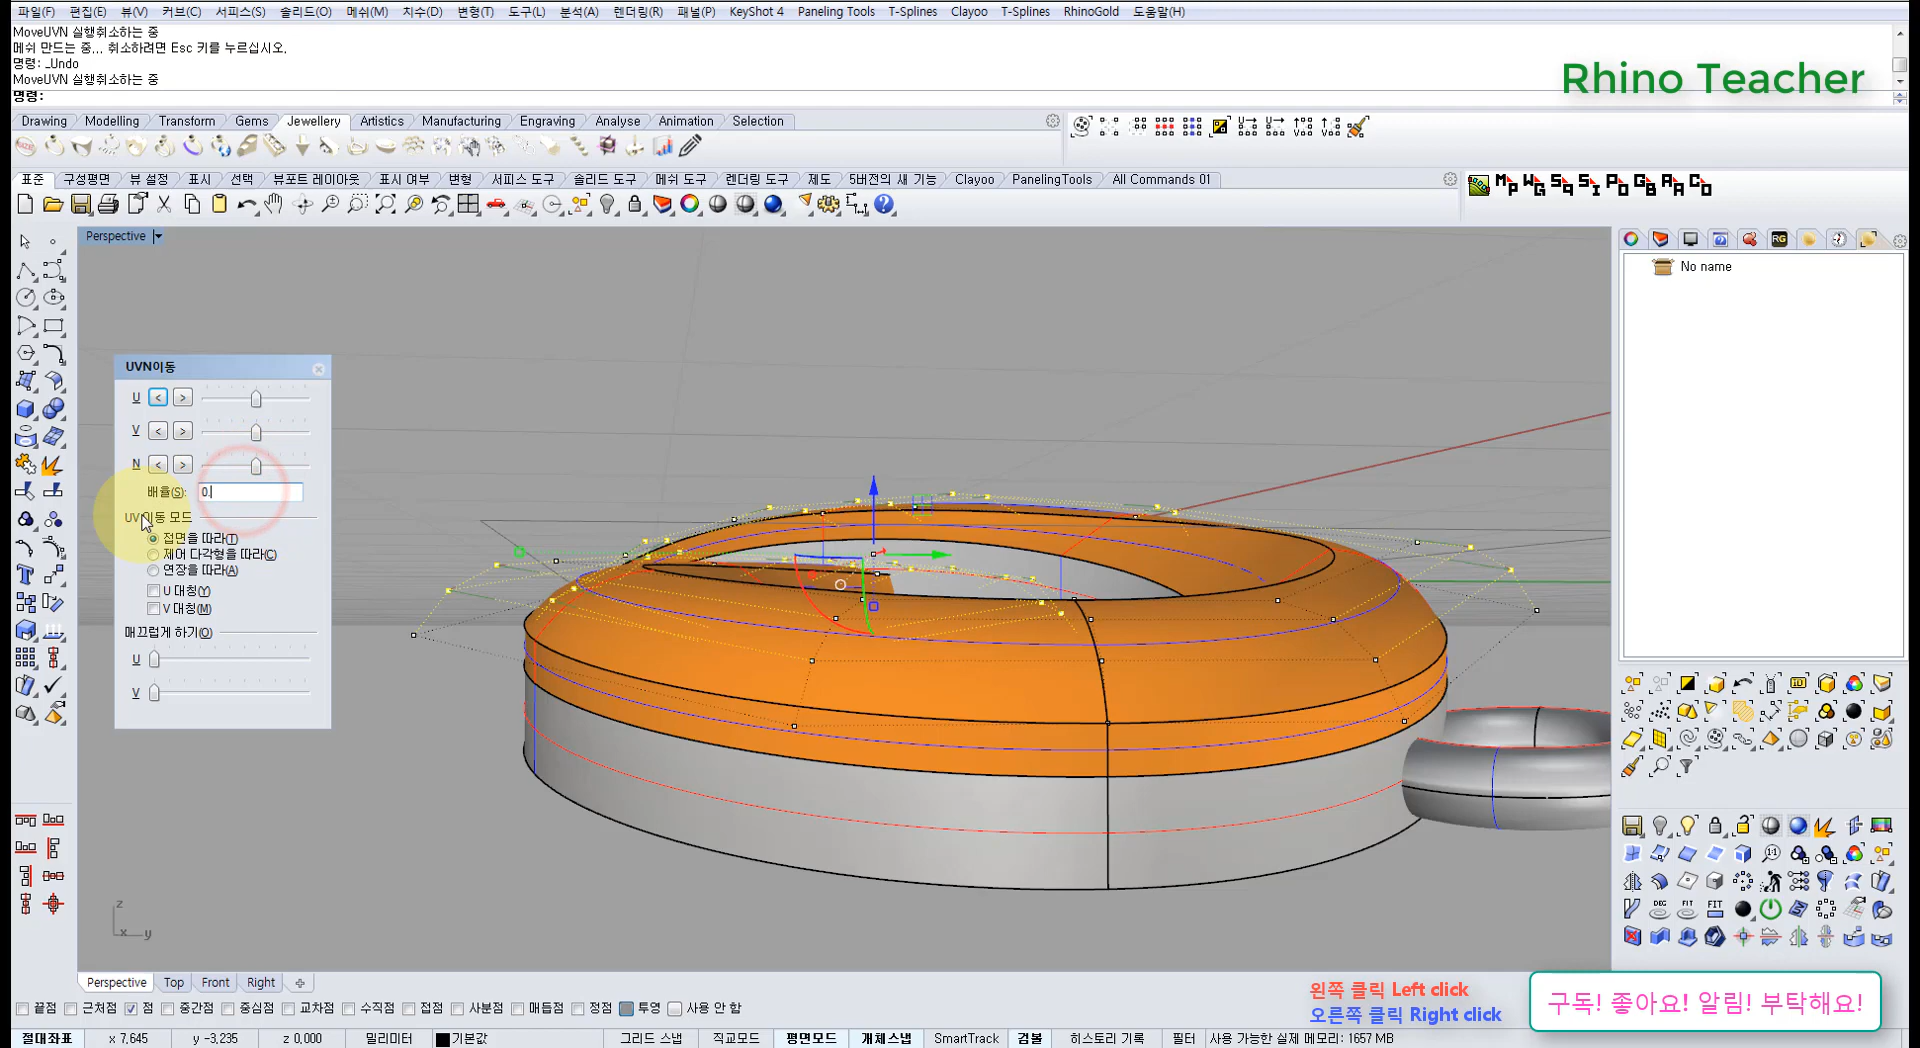 파일(F) 편집(E) 뷰(V) 커브(C) 서피스(S) 솔리드(O) 메쉬(M) 치수(D) 변형(T) 도구(L) 분석(A) 렌더링(R) 패널(P) KeyShot 4 Paneling Tools T-Splines Clayoo T-Splines RhinoGold 도움말(H)
MoveUVN 실행취소하는 중
메쉬 만드는 중... 취소하려면 Esc 키를 누르십시오.
명령: _Undo
MoveUVN 실행취소하는 중
명령:
Rhino Teacher
Drawing Modelling Transform Gems Jewellery Artistics Manufacturing Engraving Analyse Animation Selection
표준 구성평면 뷰 설정 표시 선택 뷰포트 레이아웃 표시 여부 변형 서피스 도구 솔리드 도구 메쉬 도구 렌더링 도구 제도 5버전의 새 기능 Clayoo PanelingTools All Commands 01
Perspective
No name
UVN이동
U < >
V < >
N < >
배율(S): 0.
UV 이동 모드
접면을 따라(T)
제어 다각형을 따라(C)
연장을 따라(A)
U 대칭(Y)
V 대칭(M)
매끄럽게 하기(O)
U
V
z
x y
Perspective Top Front Right
끝점 근처점 점 중간점 중심점 교차점 수직점 접점 사분점 매듭점 정점 투영 사용 안 함
왼쪽 클릭 Left click
오른쪽 클릭 Right click
구독! 좋아요! 알림! 부탁해요!
절대좌표 x 7,645 y -3,235 z 0,000 밀리미터 기본값 그리드 스냅 직교모드 평면모드 개체스냅 SmartTrack 검볼 히스토리 기록 필터 사용 가능한 실제 메모리: 1657 MB